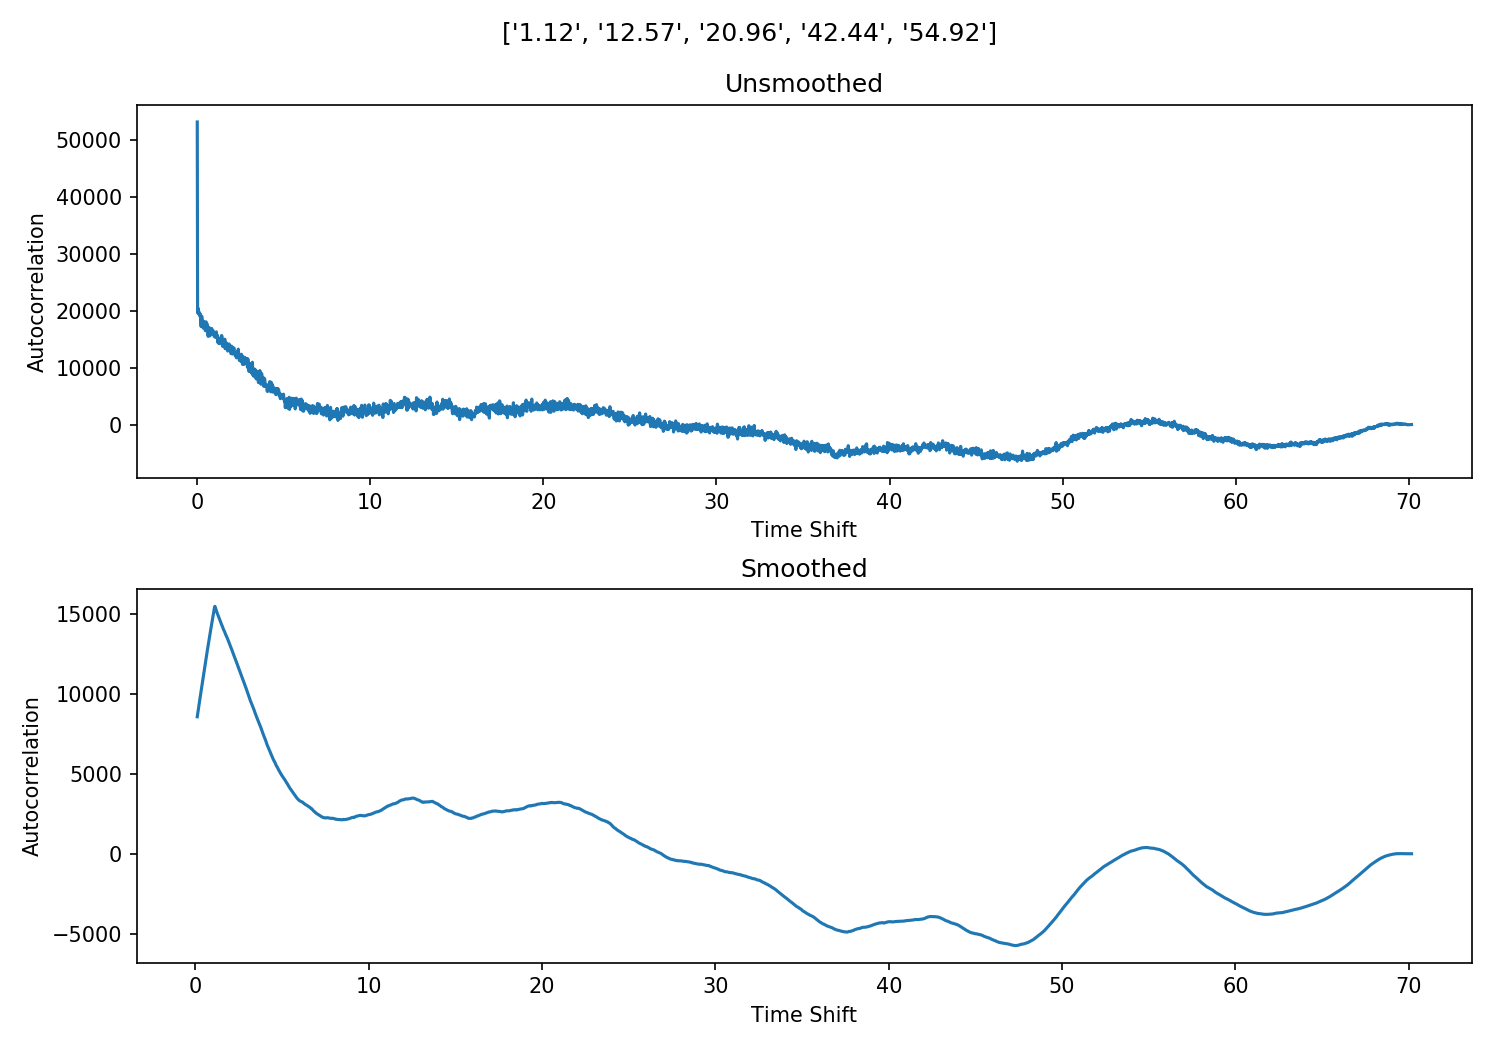 ['1.12', '12.57', '20.96', '42.44', '54.92']
Unsmoothed
Autocorrelation
50000
40000
30000
20000
10000
0
0 10 20 30 40 50 60 70
Time Shift
Smoothed
Autocorrelation
15000
10000
5000
0
−5000
0 10 20 30 40 50 60 70
Time Shift